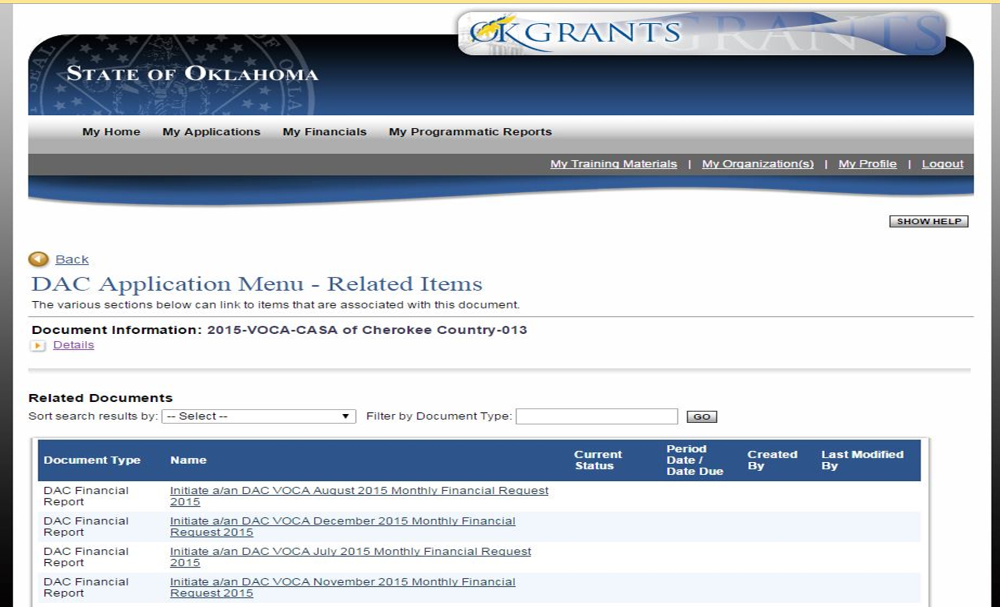 OKGRANTS
GRANTS
STATE OF OKLAHOMA
My Home My Applications My Financials My Programmatic Reports
My Training Materials | My Organization(s) | My Profile | Logout
SHOW HELP
Back
DAC Application Menu - Related Items
The various sections below can link to items that are associated with this document.
Document Information: 2015-VOCA-CASA of Cherokee Country-013
Details
Related Documents
Sort search results by: -- Select -- Filter by Document Type: GO
Document Type Name Current Status Period Date / Date Due Created By Last Modified By
DAC Financial Report Initiate a/an DAC VOCA August 2015 Monthly Financial Request 2015
DAC Financial Report Initiate a/an DAC VOCA December 2015 Monthly Financial Request 2015
DAC Financial Report Initiate a/an DAC VOCA July 2015 Monthly Financial Request 2015
DAC Financial Report Initiate a/an DAC VOCA November 2015 Monthly Financial Request 2015